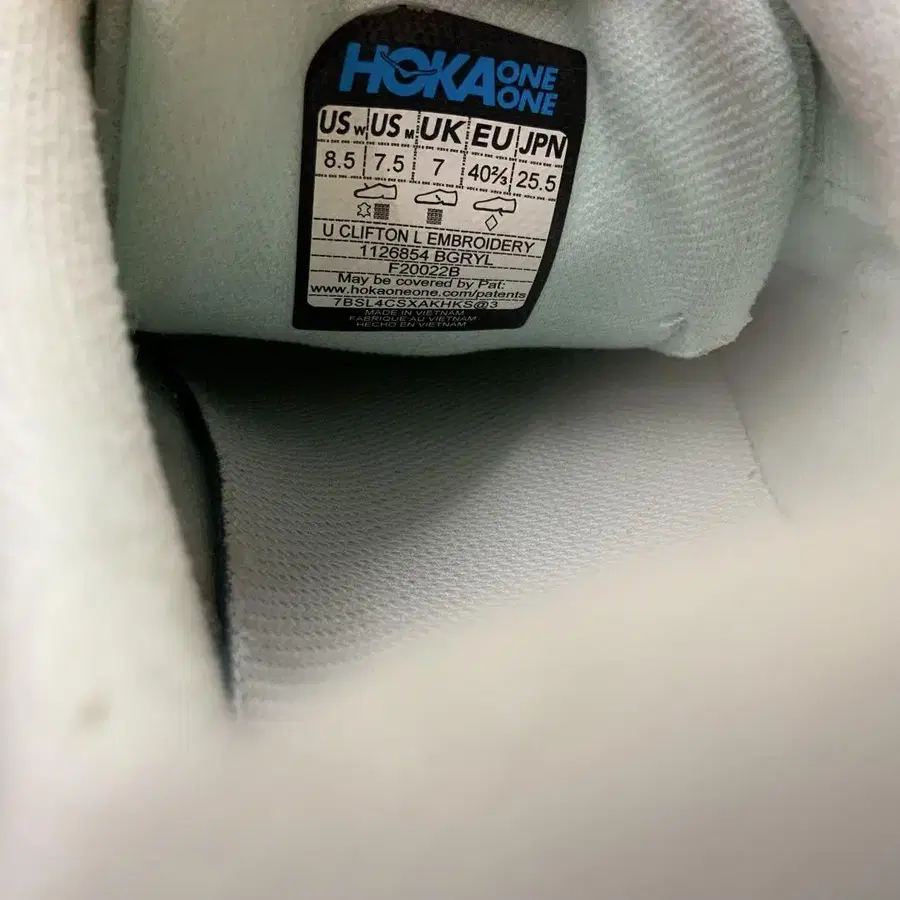 HOKA ONE ONE
US W US M UK EU JPN
8.5 7.5 7 40⅔ 25.5
U CLIFTON L EMBROIDERY
1126854 BGRYL
F20022B
May be covered by Pat:
www.hokaoneone.com/patents
7BSL4CSXAKHKS@3
MADE IN VIETNAM
FABRIQUE AU VIETNAM
HECHO EN VIETNAM